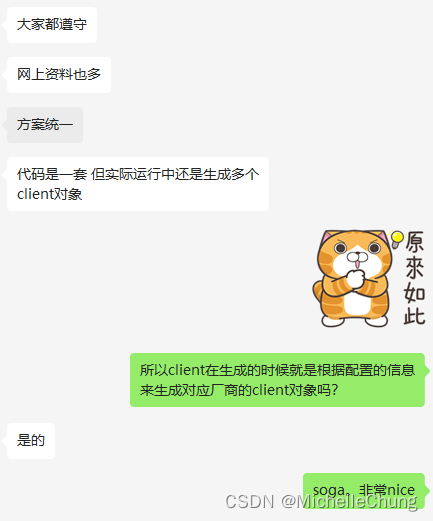 大家都遵守
网上资料也多
方案统一
代码是一套 但实际运行中还是生成多个
client对象
原來如此
所以client在生成的时候就是根据配置的信息
来生成对应厂商的client对象吗?
是的
soga。非常nice
CSDN @MichelleChung